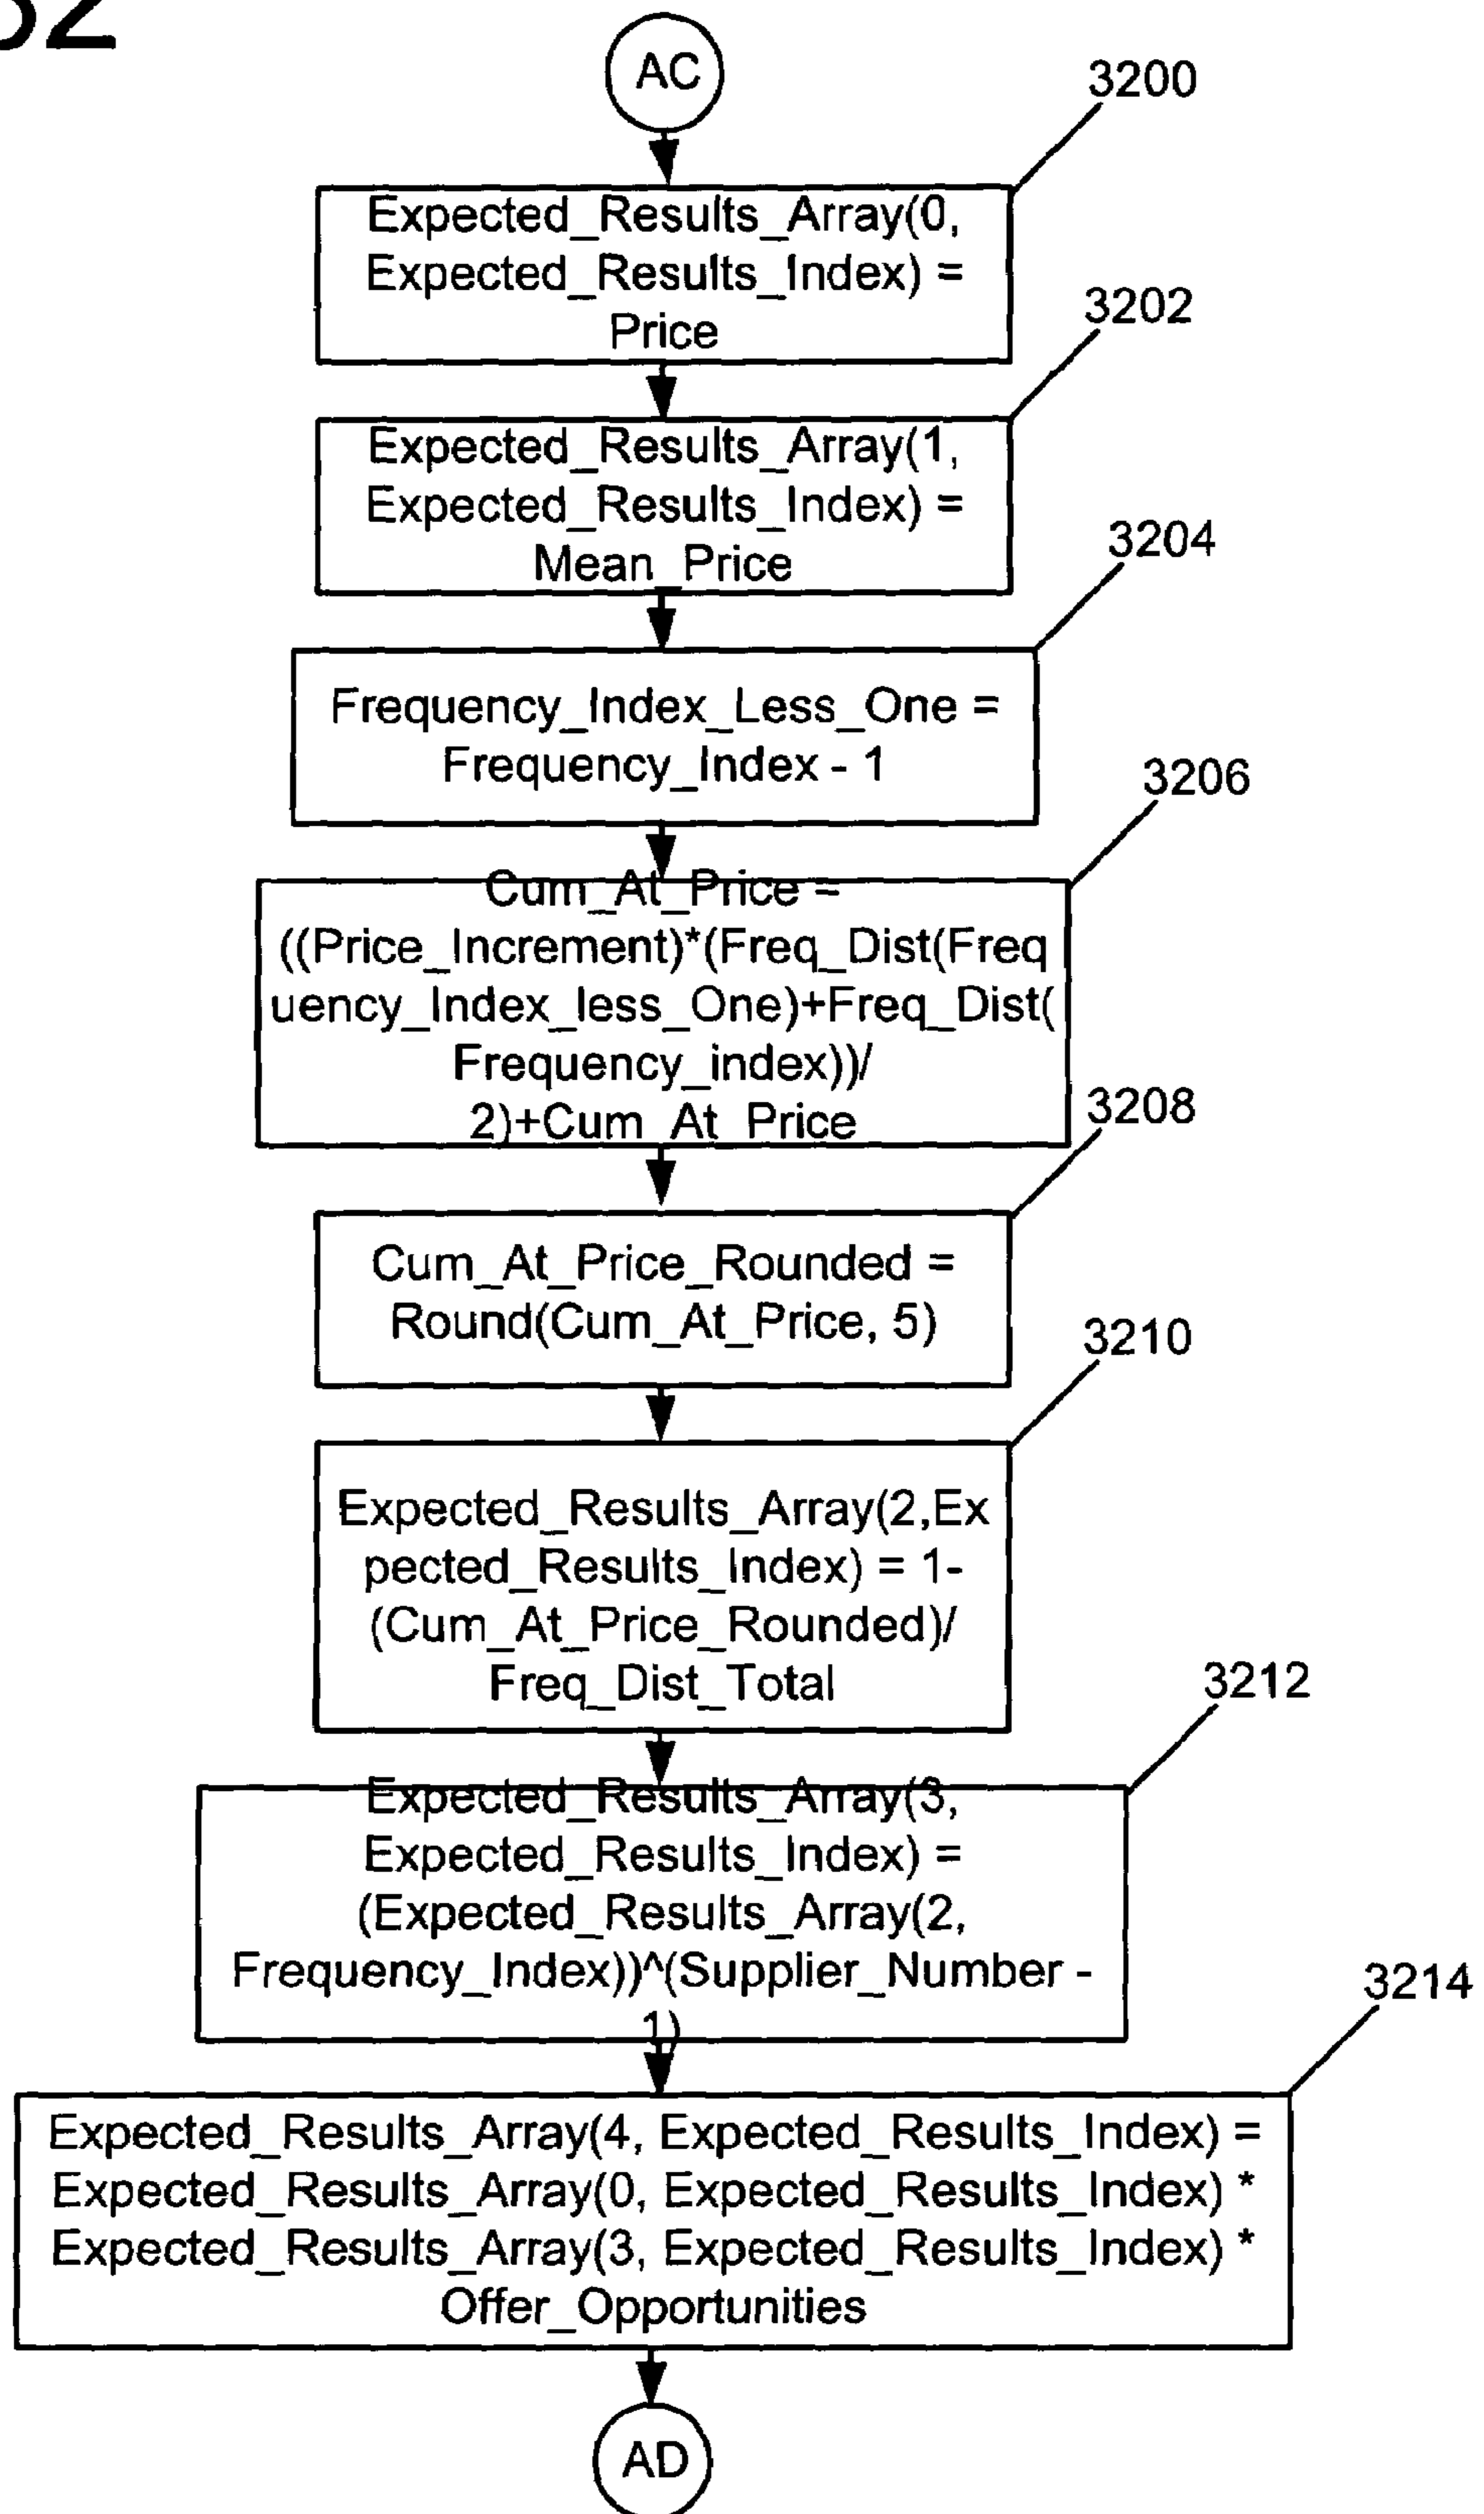 AC
3200
Expected_Results_Array(0,
Expected_Results_Index) =
Price
3202
Expected_Results_Array(1,
Expected_Results_Index) =
Mean_Price
3204
Frequency_Index_Less_One =
Frequency_Index - 1
3206
Cum_At_Price =
((Price_Increment)*(Freq_Dist(Freq
uency_Index_less_One)+Freq_Dist(
Frequency_index))/
2)+Cum_At_Price
3208
Cum_At_Price_Rounded =
Round(Cum_At_Price, 5)
3210
Expected_Results_Array(2,Ex
pected_Results_Index) = 1-
(Cum_At_Price_Rounded)/
Freq_Dist_Total
3212
Expected_Results_Array(3,
Expected_Results_Index) =
(Expected_Results_Array(2,
Frequency_Index))^(Supplier_Number -
1)
3214
Expected_Results_Array(4, Expected_Results_Index) =
Expected_Results_Array(0, Expected_Results_Index) *
Expected_Results_Array(3, Expected_Results_Index) *
Offer_Opportunities
AD